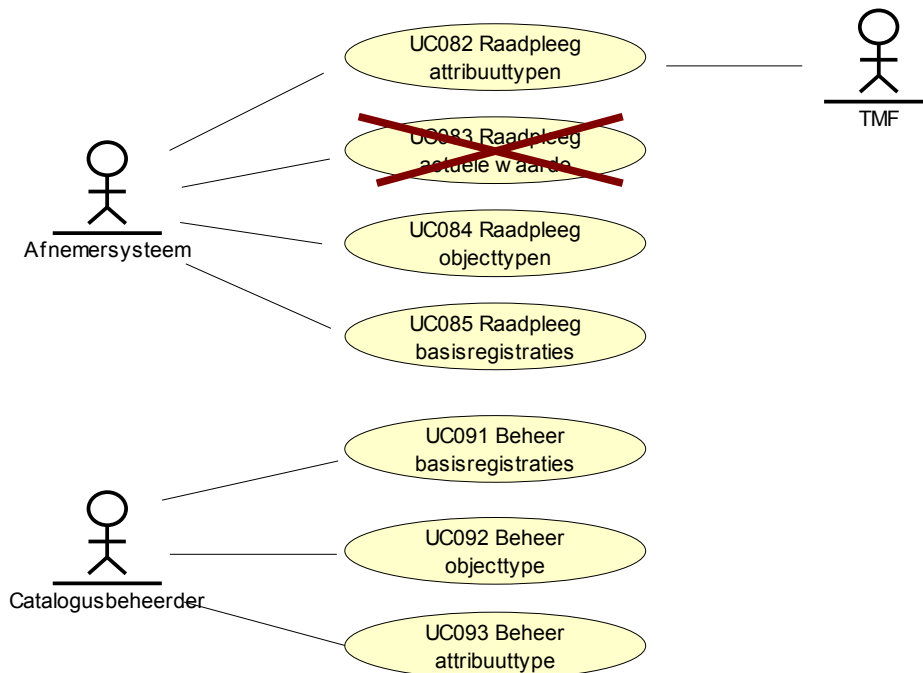 UC082 Raadpleeg
attribuuttypen
TMF
UC083 Raadpleeg
actuele waarde
Afnemersysteem
UC084 Raadpleeg
objecttypen
UC085 Raadpleeg
basisregistraties
UC091 Beheer
basisregistraties
Catalogusbeheerder
UC092 Beheer
objecttype
UC093 Beheer
attribuuttype